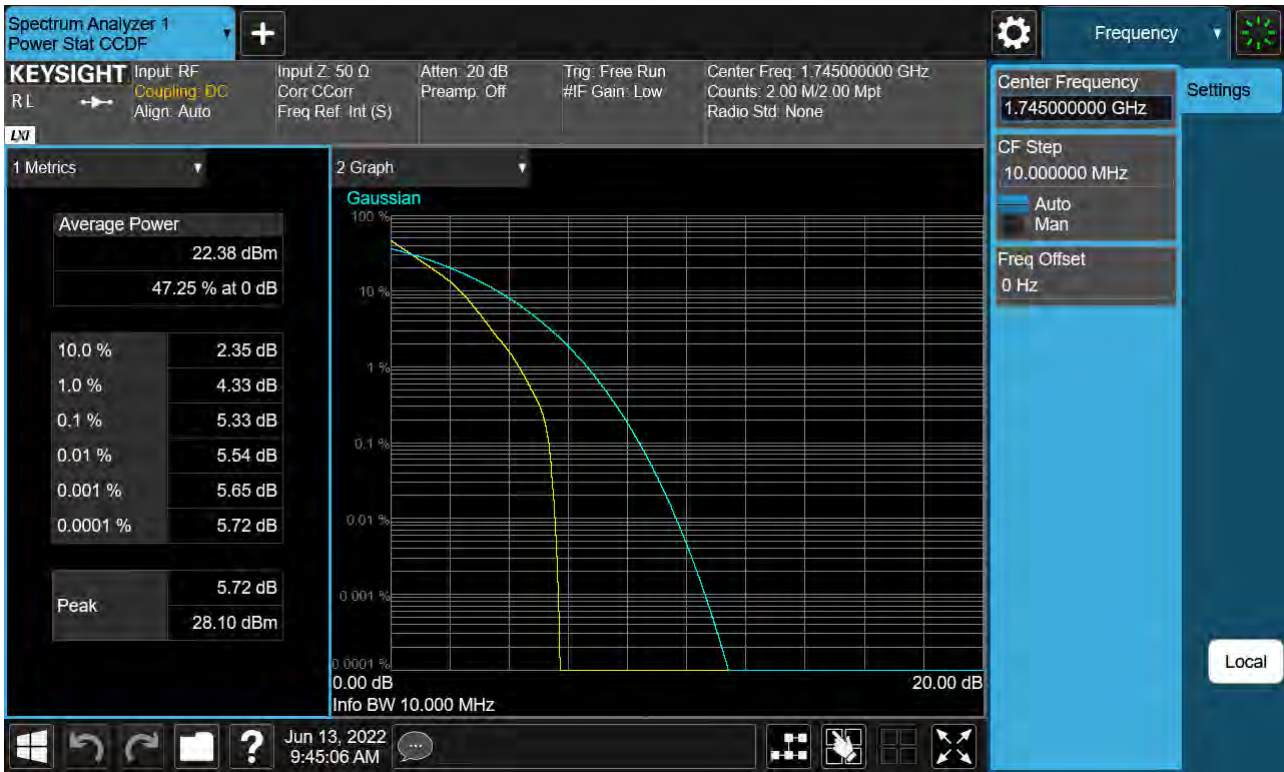 Spectrum Analyzer 1
Power Stat CCDF
Frequency
KEYSIGHT
RL
LXI
Input: RF
Coupling: DC
Align: Auto
Input Z: 50 Ω
Corr CCorr
Freq Ref: Int (S)
Atten: 20 dB
Preamp: Off
Trig: Free Run
#IF Gain: Low
Center Freq: 1.745000000 GHz
Counts: 2.00 M/2.00 Mpt
Radio Std: None
Center Frequency
1.745000000 GHz
Settings
CF Step
10.000000 MHz
Auto
Man
Freq Offset
0 Hz
Local
1 Metrics
Average Power
22.38 dBm
47.25 % at 0 dB
10.0 % 2.35 dB
1.0 % 4.33 dB
0.1 % 5.33 dB
0.01 % 5.54 dB
0.001 % 5.65 dB
0.0001 % 5.72 dB
Peak 5.72 dB
28.10 dBm
2 Graph
Gaussian
100 %
10 %
1 %
0.1 %
0.01 %
0.001 %
0.0001 %
0.00 dB 20.00 dB
Info BW 10.000 MHz
Jun 13, 2022
9:45:06 AM